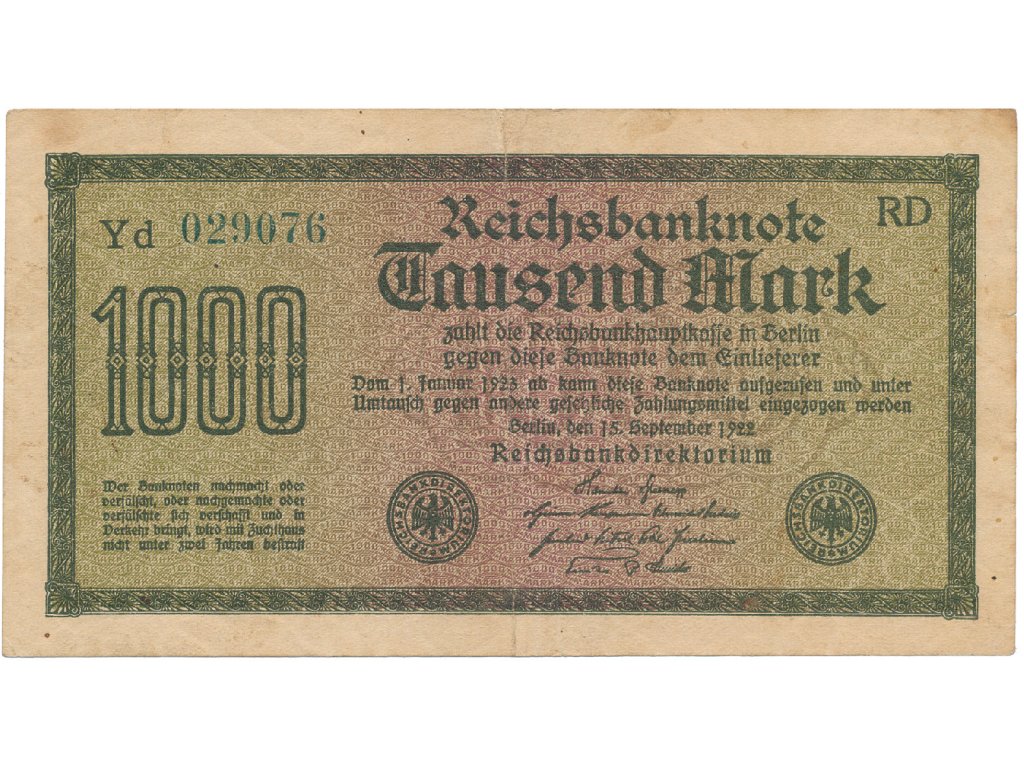 Yd 029076
RD
Reichsbanknote
Tausend Mark
zahlt die Reichsbankhauptkasse in Berlin
gegen diese Banknote dem Einlieferer
Vom 1. Januar 1923 ab kann diese Banknote aufgerufen und unter
Umtausch gegen andere gesetzliche Zahlungsmittel eingezogen werden
Berlin, den 15. September 1922
Reichsbankdirektorium
1000
Wer Banknoten nachmacht oder
verfälscht, oder nachgemachte oder
verfälschte sich verschafft und in
Verkehr bringt, wird mit Zuchthaus
nicht unter zwei Jahren bestraft
REICHSBANKDIREKTORIUM
REICHSBANKDIREKTORIUM